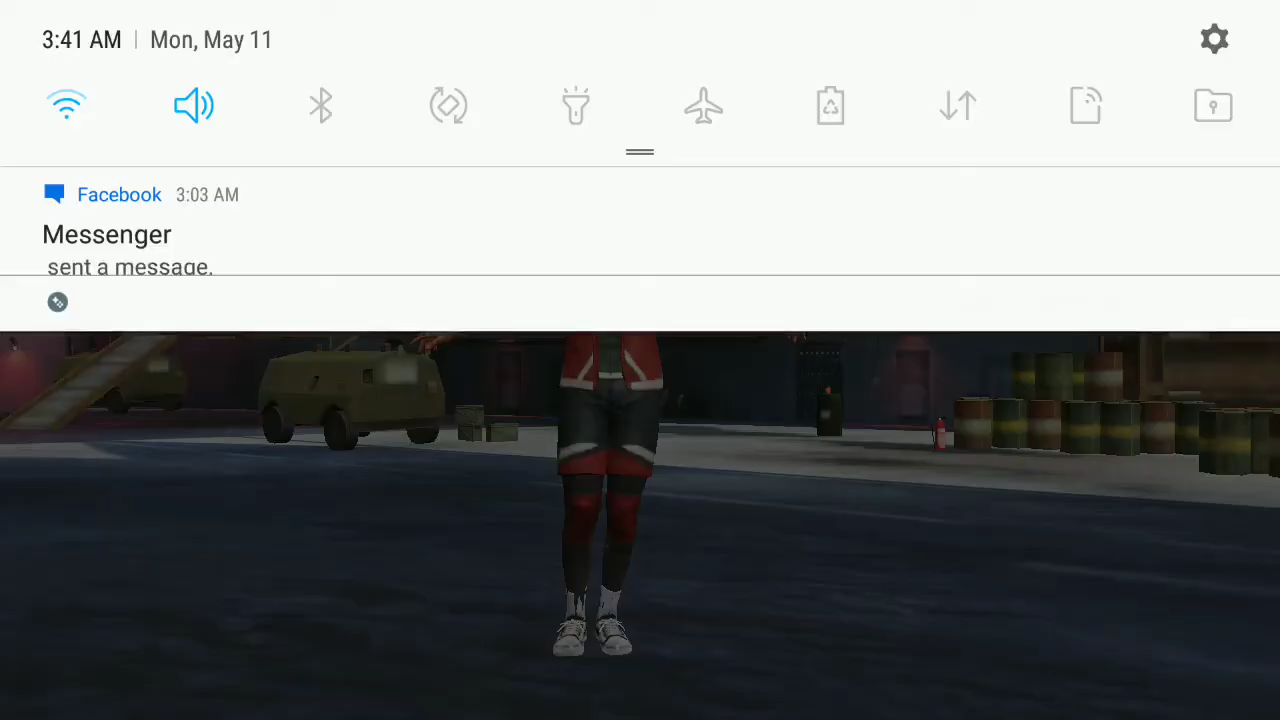 3:41 AM | Mon, May 11
Facebook 3:03 AM
Messenger
sent a message.